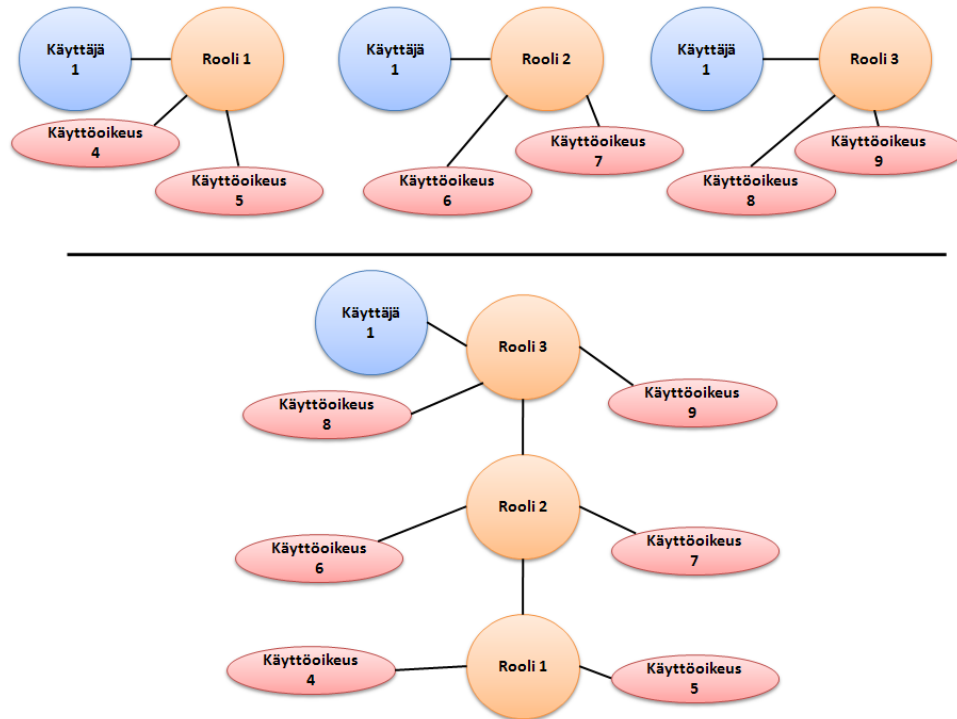 Käyttäjä
1
Rooli 1
Käyttöoikeus
4
Käyttöoikeus
5
Käyttäjä
1
Rooli 2
Käyttöoikeus
6
Käyttöoikeus
7
Käyttäjä
1
Rooli 3
Käyttöoikeus
8
Käyttöoikeus
9
Käyttäjä
1
Rooli 3
Käyttöoikeus
8
Käyttöoikeus
9
Rooli 2
Käyttöoikeus
6
Käyttöoikeus
7
Rooli 1
Käyttöoikeus
4
Käyttöoikeus
5